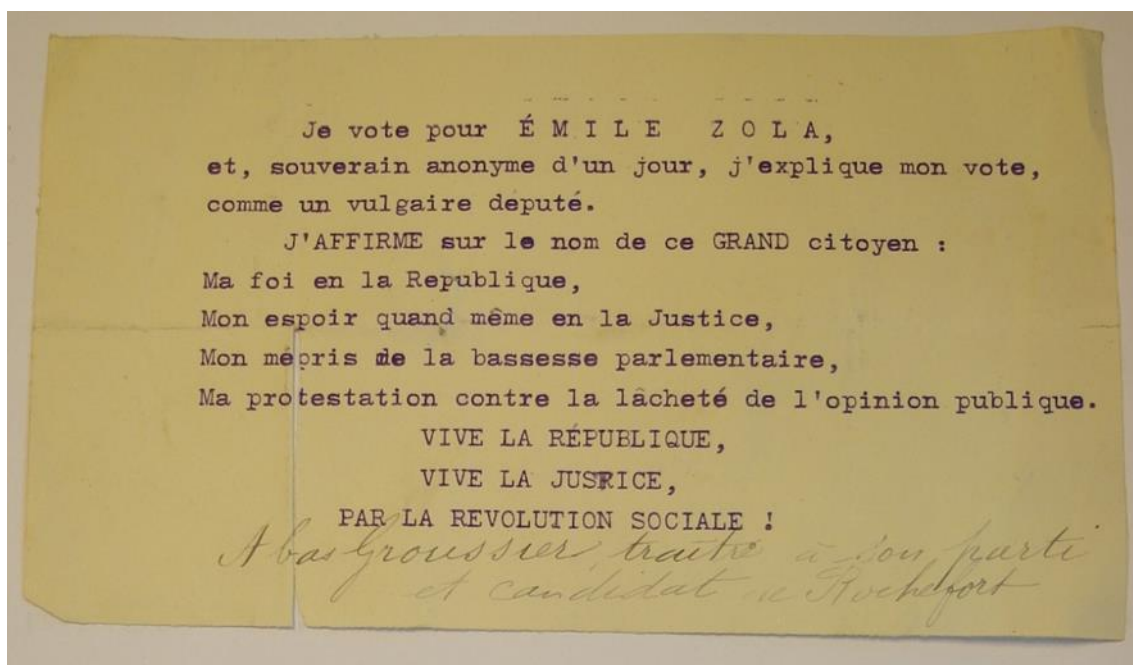 Je vote pour É M I L E Z O L A,
et, souverain anonyme d'un jour, j'explique mon vote,
comme un vulgaire deputé.
J'AFFIRME sur le nom de ce GRAND citoyen :
Ma foi en la Republique,
Mon espoir quand même en la Justice,
Mon mépris de la bassesse parlementaire,
Ma protestation contre la lâcheté de l'opinion publique.
VIVE LA RÉPUBLIQUE,
VIVE LA JUSRICE,
PAR LA REVOLUTION SOCIALE !
A bas Groussier, traitre à son parti
et candidat de Rochefort